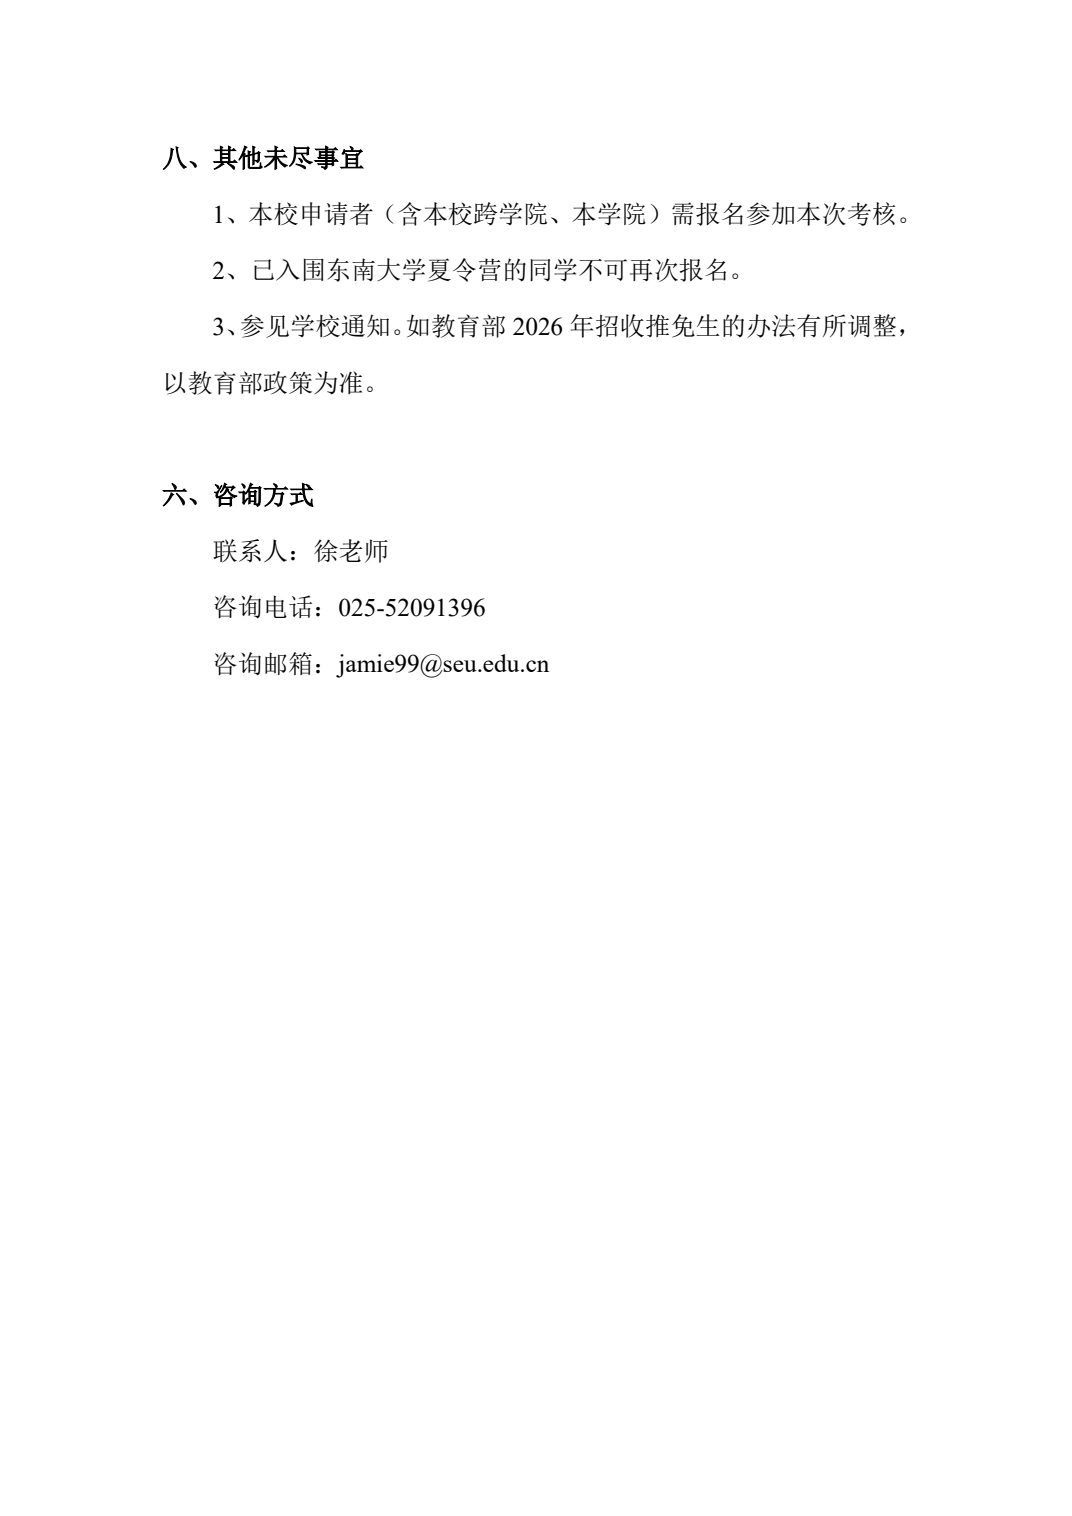 八、其他未尽事宜
1、本校申请者（含本校跨学院、本学院）需报名参加本次考核。
2、已入围东南大学夏令营的同学不可再次报名。
3、参见学校通知。如教育部 2026 年招收推免生的办法有所调整，
以教育部政策为准。
六、咨询方式
联系人：徐老师
咨询电话：025-52091396
咨询邮箱：jamie99@seu.edu.cn